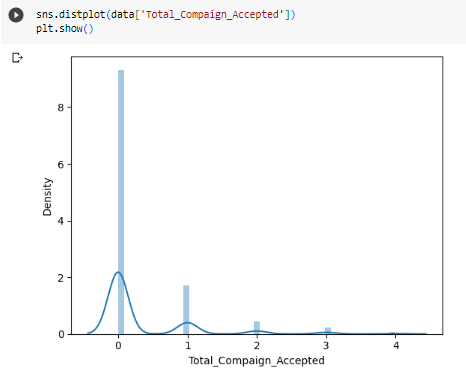 sns.distplot(data['Total_Compaign_Accepted'])
plt.show()
8
6
4
2
0
Density
0 1 2 3 4
Total_Compaign_Accepted